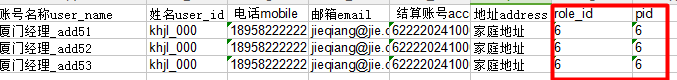 账号名称user_name 姓名user_id 电话mobile 邮箱email 结算账号acc 地址address role_id pid
厦门经理_add51 khjl_000 18958222222 jieqiang@jie. 62222024100 家庭地址 6 6
厦门经理_add52 khjl_000 18958222222 jieqiang@jie. 62222024100 家庭地址 6 6
厦门经理_add53 khjl_000 18958222222 jieqiang@jie. 62222024100 家庭地址 6 6